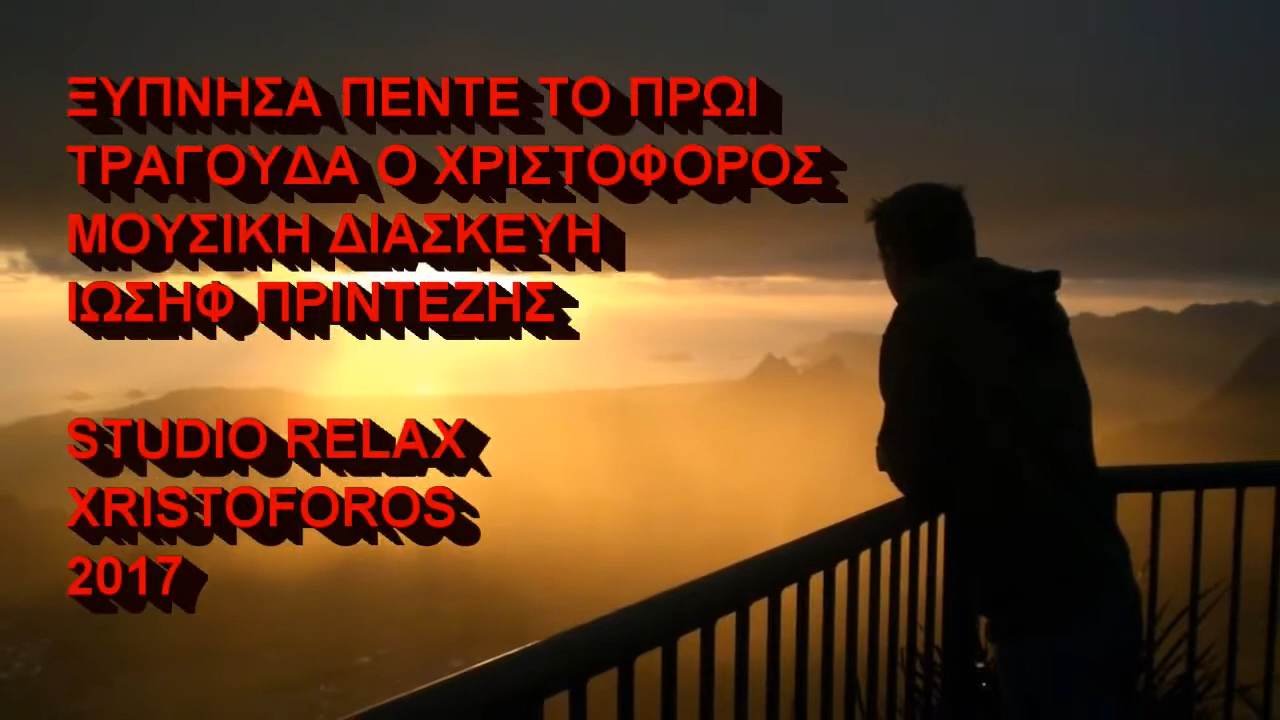 ΞΥΠΝΗΣΑ ΠΕΝΤΕ ΤΟ ΠΡΩΙ
ΤΡΑΓΟΥΔΑ Ο ΧΡΙΣΤΟΦΟΡΟΣ
ΜΟΥΣΙΚΗ ΔΙΑΣΚΕΥΗ
ΙΩΣΗΦ ΠΡΙΝΤΕΖΗΣ
STUDIO RELAX
XRISTOFOROS
2017